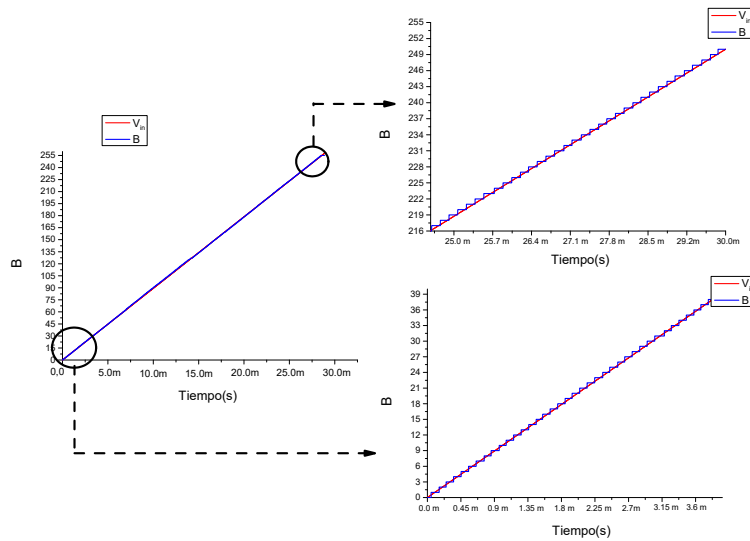 V_in
B
255
240
225
210
195
180
165
150
135
120
105
90
75
60
45
30
15
0
B
0,0
5.0m
10.0m
15.0m
20.0m
25.0m
30.0m
Tiempo(s)
V_in
B
255
252
249
246
243
240
237
234
231
228
225
222
219
216
B
25.0 m
25.7 m
26.4 m
27.1 m
27.8 m
28.5 m
29.2 m
30.0 m
Tiempo(s)
B
39
36
33
30
27
24
21
18
15
12
9
6
3
0
B
0.0 m
0.45 m
0.9 m
1.35 m
1.8 m
2.25 m
2.7m
3.15 m
3.6 m
Tiempo(s)